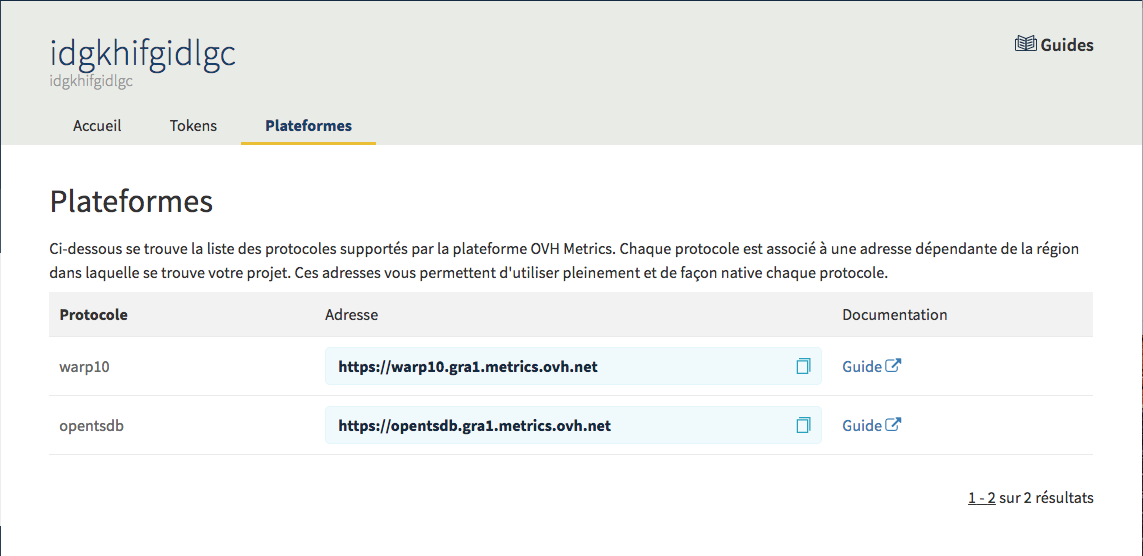 idgkhifgidlgc
idgkhifgidlgc
Guides
Accueil Tokens Plateformes
Plateformes
Ci-dessous se trouve la liste des protocoles supportés par la plateforme OVH Metrics. Chaque protocole est associé à une adresse dépendante de la région
dans laquelle se trouve votre projet. Ces adresses vous permettent d'utiliser pleinement et de façon native chaque protocole.
Protocole Adresse Documentation
warp10 https://warp10.gra1.metrics.ovh.net Guide
opentsdb https://opentsdb.gra1.metrics.ovh.net Guide
1 - 2 sur 2 résultats